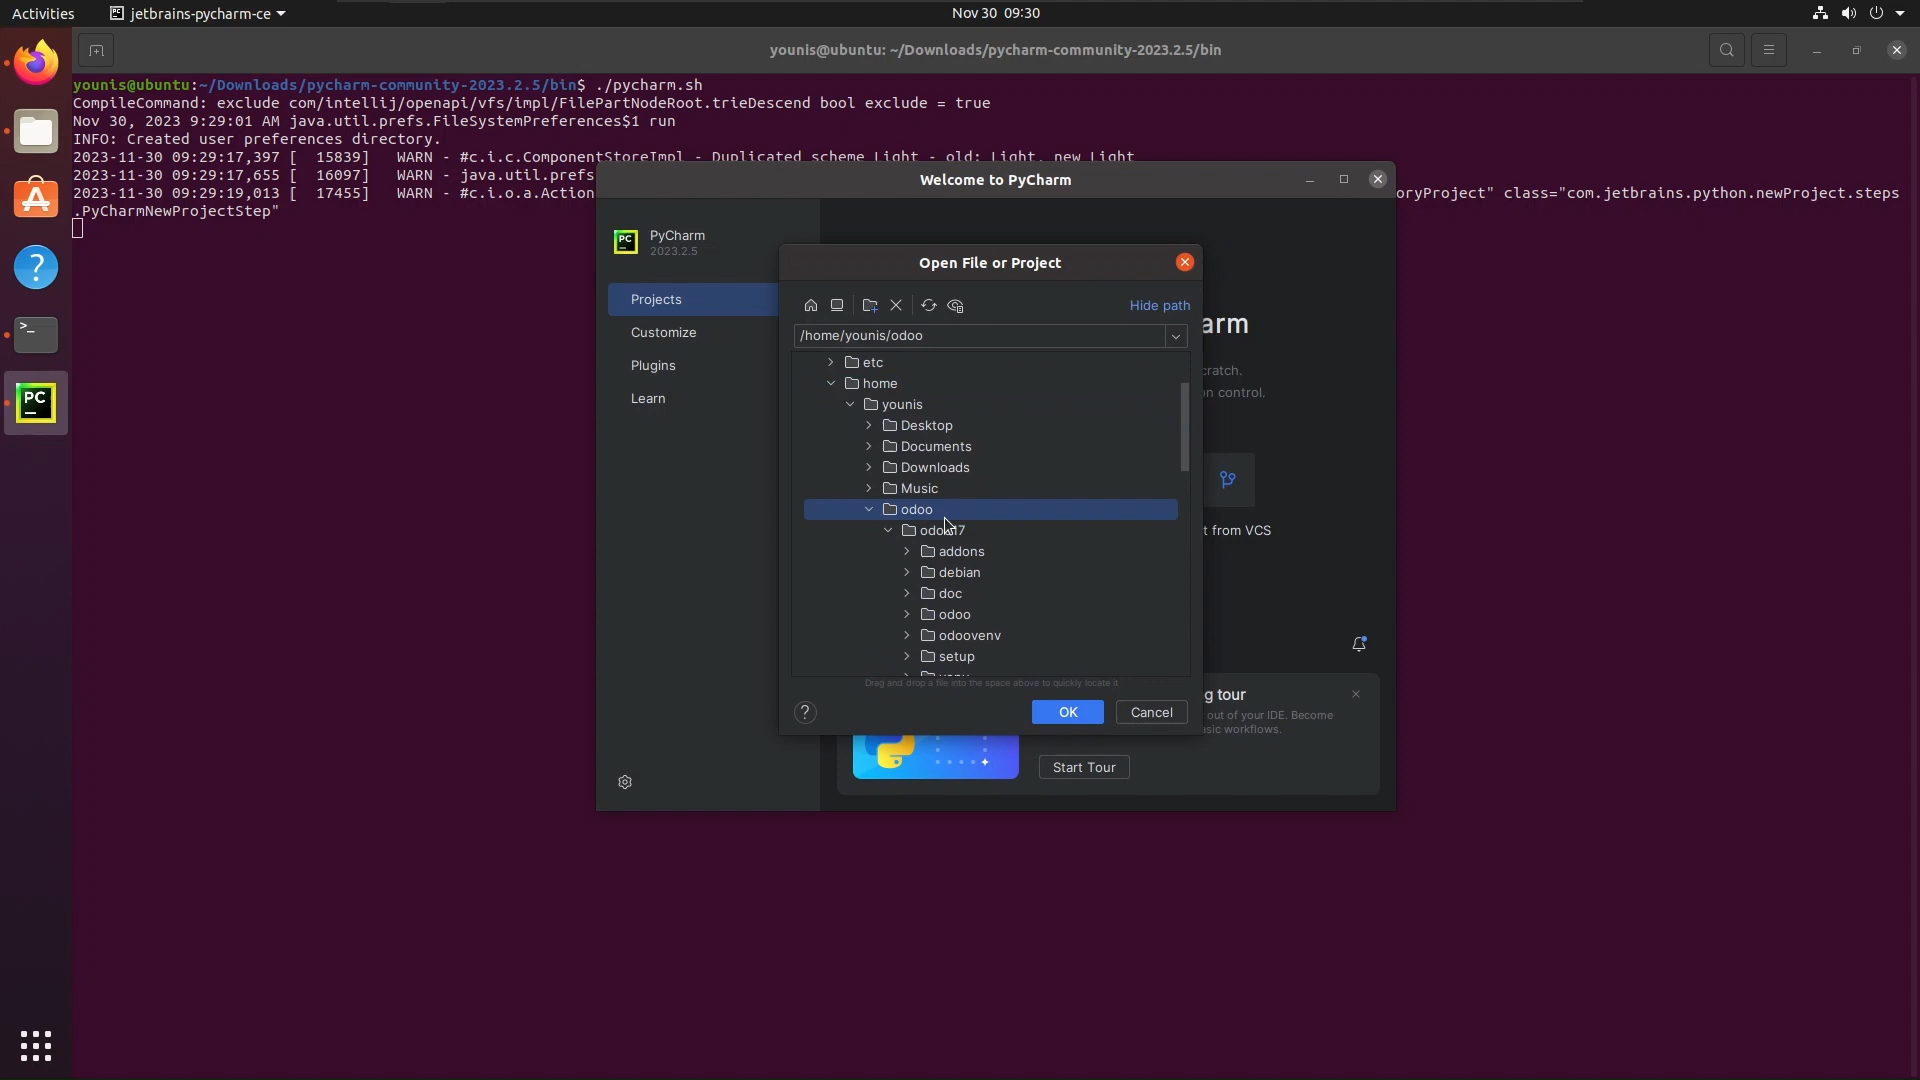 Activities
jetbrains-pycharm-ce
Nov 30 09:30
younis@ubuntu: ~/Downloads/pycharm-community-2023.2.5/bin
younis@ubuntu:~/Downloads/pycharm-community-2023.2.5/bin$ ./pycharm.sh
CompileCommand: exclude com/intellij/openapi/vfs/impl/FilePartNodeRoot.trieDescend bool exclude = true
Nov 30, 2023 9:29:01 AM java.util.prefs.FileSystemPreferences$1 run
INFO: Created user preferences directory.
2023-11-30 09:29:17,397 [  15839]   WARN - #c.i.c.ComponentStoreImpl - Duplicated scheme Light - old: Light, new Light
2023-11-30 09:29:17,655 [  16097]   WARN - java.util.prefs
2023-11-30 09:29:19,013 [  17455]   WARN - #c.i.o.a.Action
oryProject" class="com.jetbrains.python.newProject.steps
.PyCharmNewProjectStep"
Welcome to PyCharm
PC
PyCharm
2023.2.5
Projects
Customize
Plugins
Learn
arm
cratch.
n control.
t from VCS
g tour
out of your IDE. Become
sic workflows.
Start Tour
Open File or Project
Hide path
/home/younis/odoo
etc
home
younis
Desktop
Documents
Downloads
Music
odoo
addons
debian
doc
odoo
odoovenv
setup
Drag and drop a file into the space above to quickly locate it
?
OK
Cancel
PC